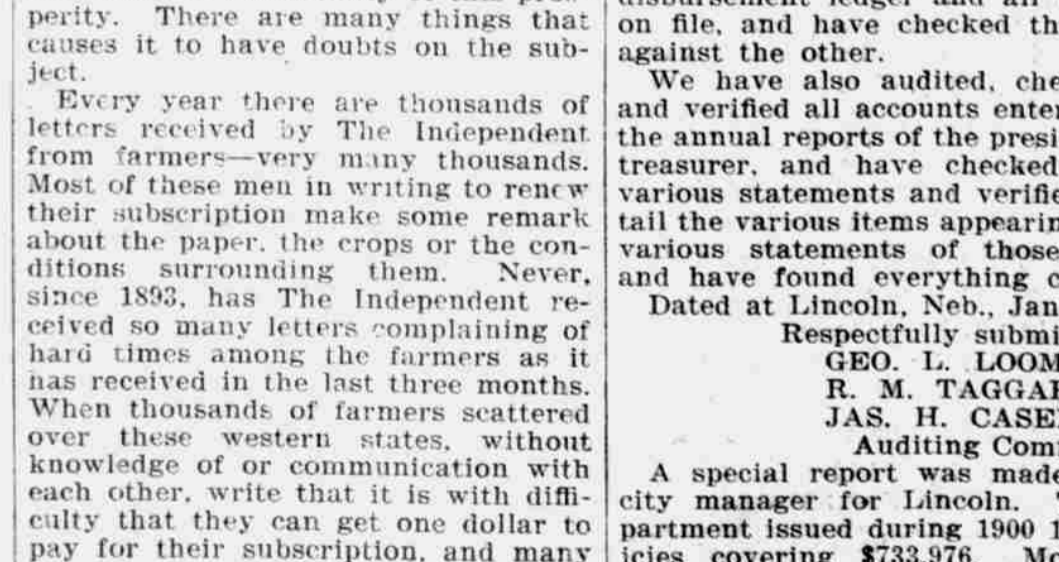 perity. There are many things that
causes it to have doubts on the sub-
ject.
Every year there are thousands of
letters received by The Independent
from farmers—very many thousands.
Most of these men in writing to renew
their subscription make some remark
about the paper, the crops or the con-
ditions surrounding them. Never,
since 1893, has The Independent re-
ceived so many letters complaining of
hard times among the farmers as it
has received in the last three months.
When thousands of farmers scattered
over these western states, without
knowledge of or communication with
each other, write that it is with diffi-
culty that they can get one dollar to
pay for their subscription, and many
on file, and have checked th
against the other.
We have also audited, che
and verified all accounts enter
the annual reports of the presi
treasurer, and have checked
various statements and verifie
tail the various items appearin
various statements of those
and have found everything c
Dated at Lincoln, Neb., Jan
Respectfully submi
GEO. L. LOOM
R. M. TAGGAR
JAS. H. CASE
Auditing Com
A special report was made
city manager for Lincoln.
partment issued during 1900
icies covering $733,976. Mo